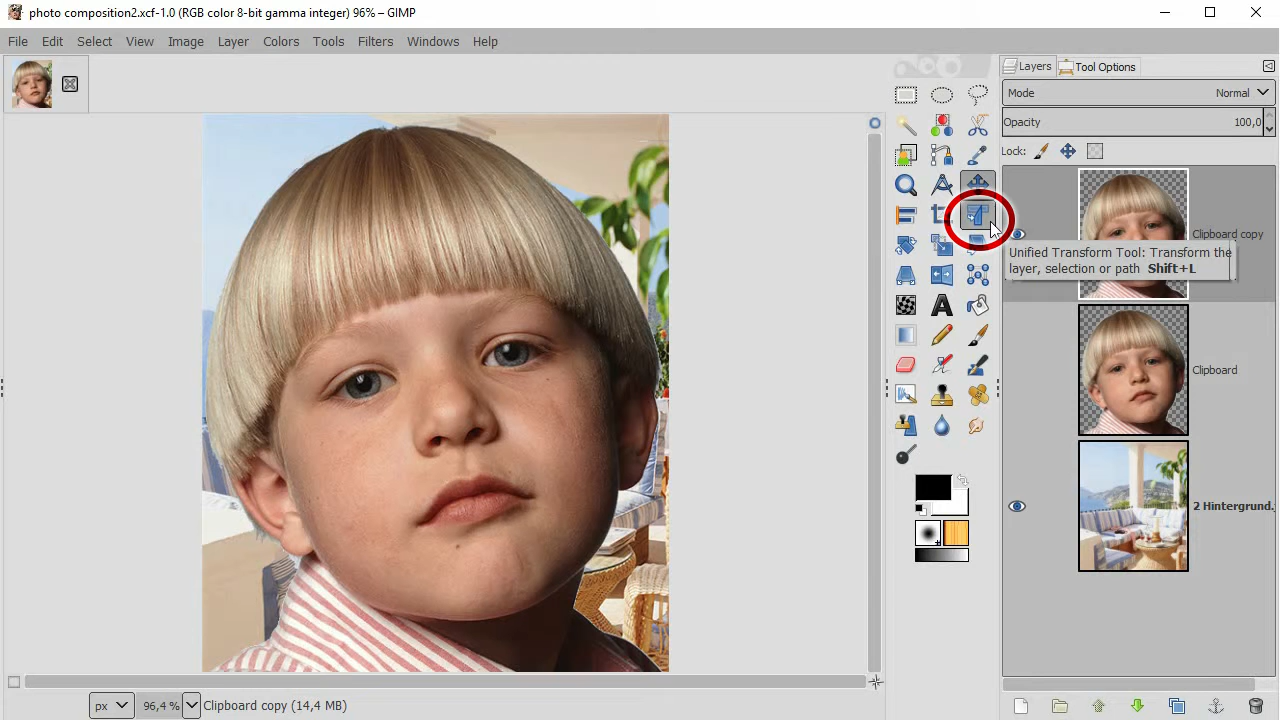 photo composition2.xcf-1.0 (RGB color 8-bit gamma integer) 96% – GIMP
File Edit Select View Image Layer Colors Tools Filters Windows Help
Layers Tool Options
Mode Normal
Opacity 100,0
Lock:
Clipboard copy
Unified Transform Tool: Transform the
layer, selection or path Shift+L
Clipboard
2 Hintergrund.
px 96,4 % Clipboard copy (14,4 MB)